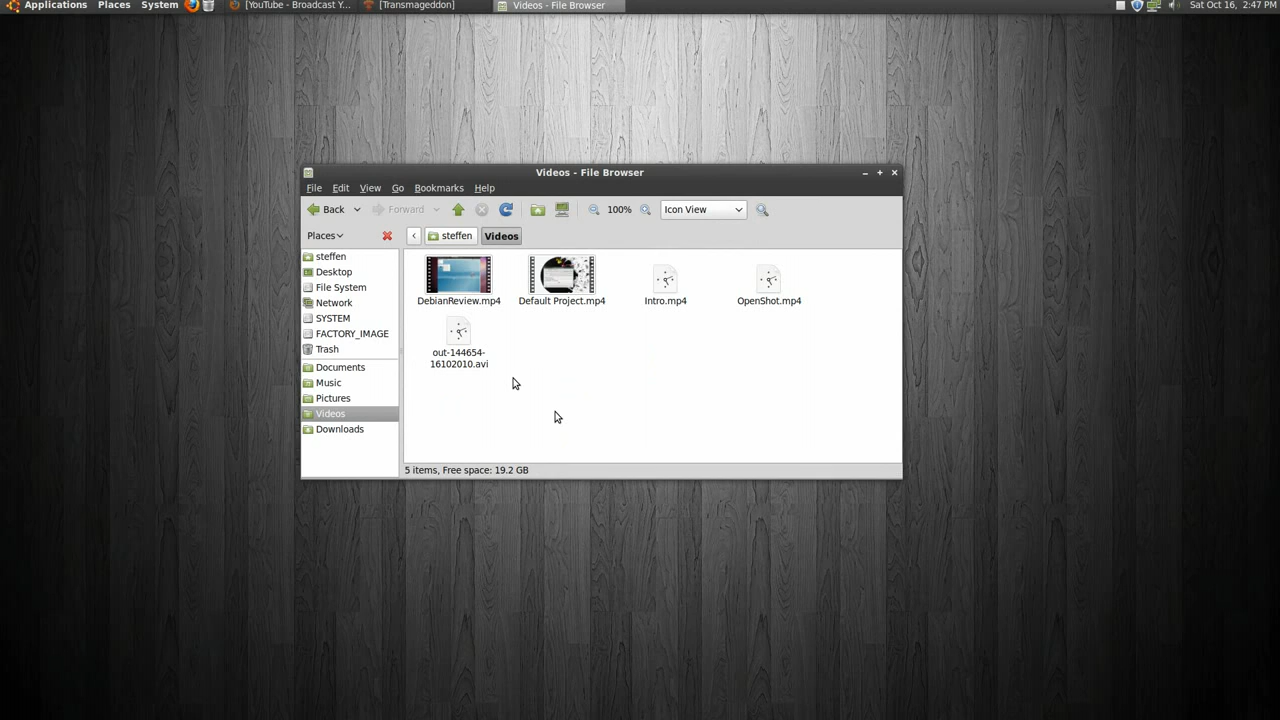 Applications Places System [YouTube - Broadcast Y... [Transmageddon] Videos - File Browser Sat Oct 16, 2:47 PM
Videos - File Browser
File Edit View Go Bookmarks Help
Back Forward 100% Icon View
Places steffen Videos
steffen
Desktop
File System
Network
SYSTEM
FACTORY_IMAGE
Trash
Documents
Music
Pictures
Videos
Downloads
DebianReview.mp4 Default Project.mp4 Intro.mp4 OpenShot.mp4
out-144654-
16102010.avi
5 items, Free space: 19.2 GB